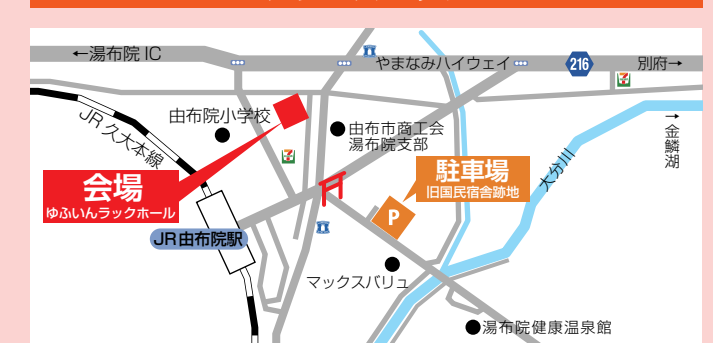 ←湯布院 IC
やまなみハイウェイ
216
別府→
由布院小学校
JR 久大本線
由布市商工会
湯布院支部
→金鱗湖
会場
ゆふいんラックホール
駐車場
旧国民宿舎跡地
大分川
P
JR由布院駅
マックスバリュ
湯布院健康温泉館